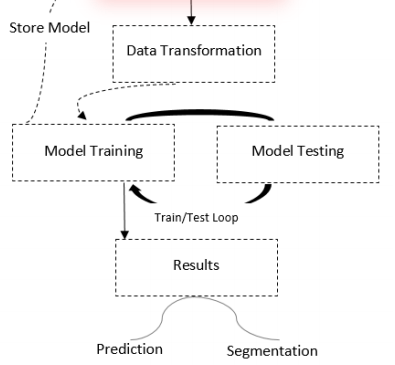 Store Model
Data Transformation
Model Training
Model Testing
Train/Test Loop
Results
Prediction
Segmentation